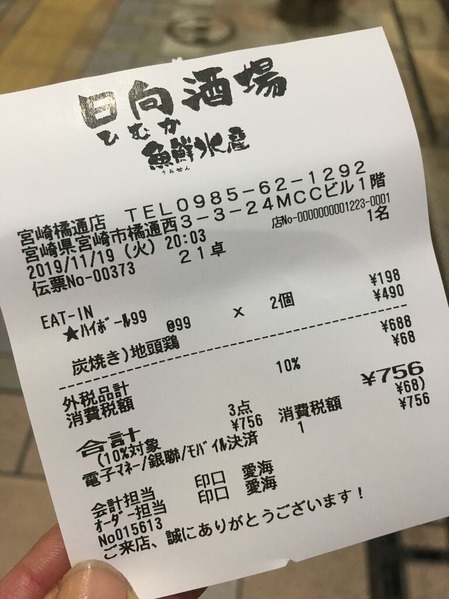 日向酒場
ひむか
魚鮮水産
うおせん
宮崎橘通店 TEL0985-62-1292
宮崎県宮崎市橘通西3-3-24MCCビル1階
2019/11/19 (火) 20:03 店No-0000000001223-0001
伝票No-00373 21卓 1名
EAT-IN
★ﾊｲﾎﾞｰﾙ99 @99 × 2個 ¥198
炭焼き)地頭鶏 ¥490
外税品計 ¥688
消費税額 10% ¥68
合計 3点 ¥756
(10%対象 ¥756 消費税額 ¥68)
電子ﾏﾈｰ/銀聯/ﾓﾊﾞｲﾙ決済 1 ¥756
会計担当 印口 愛海
ｵｰﾀﾞｰ担当 印口 愛海
No015613
ご来店、誠にありがとうございます！